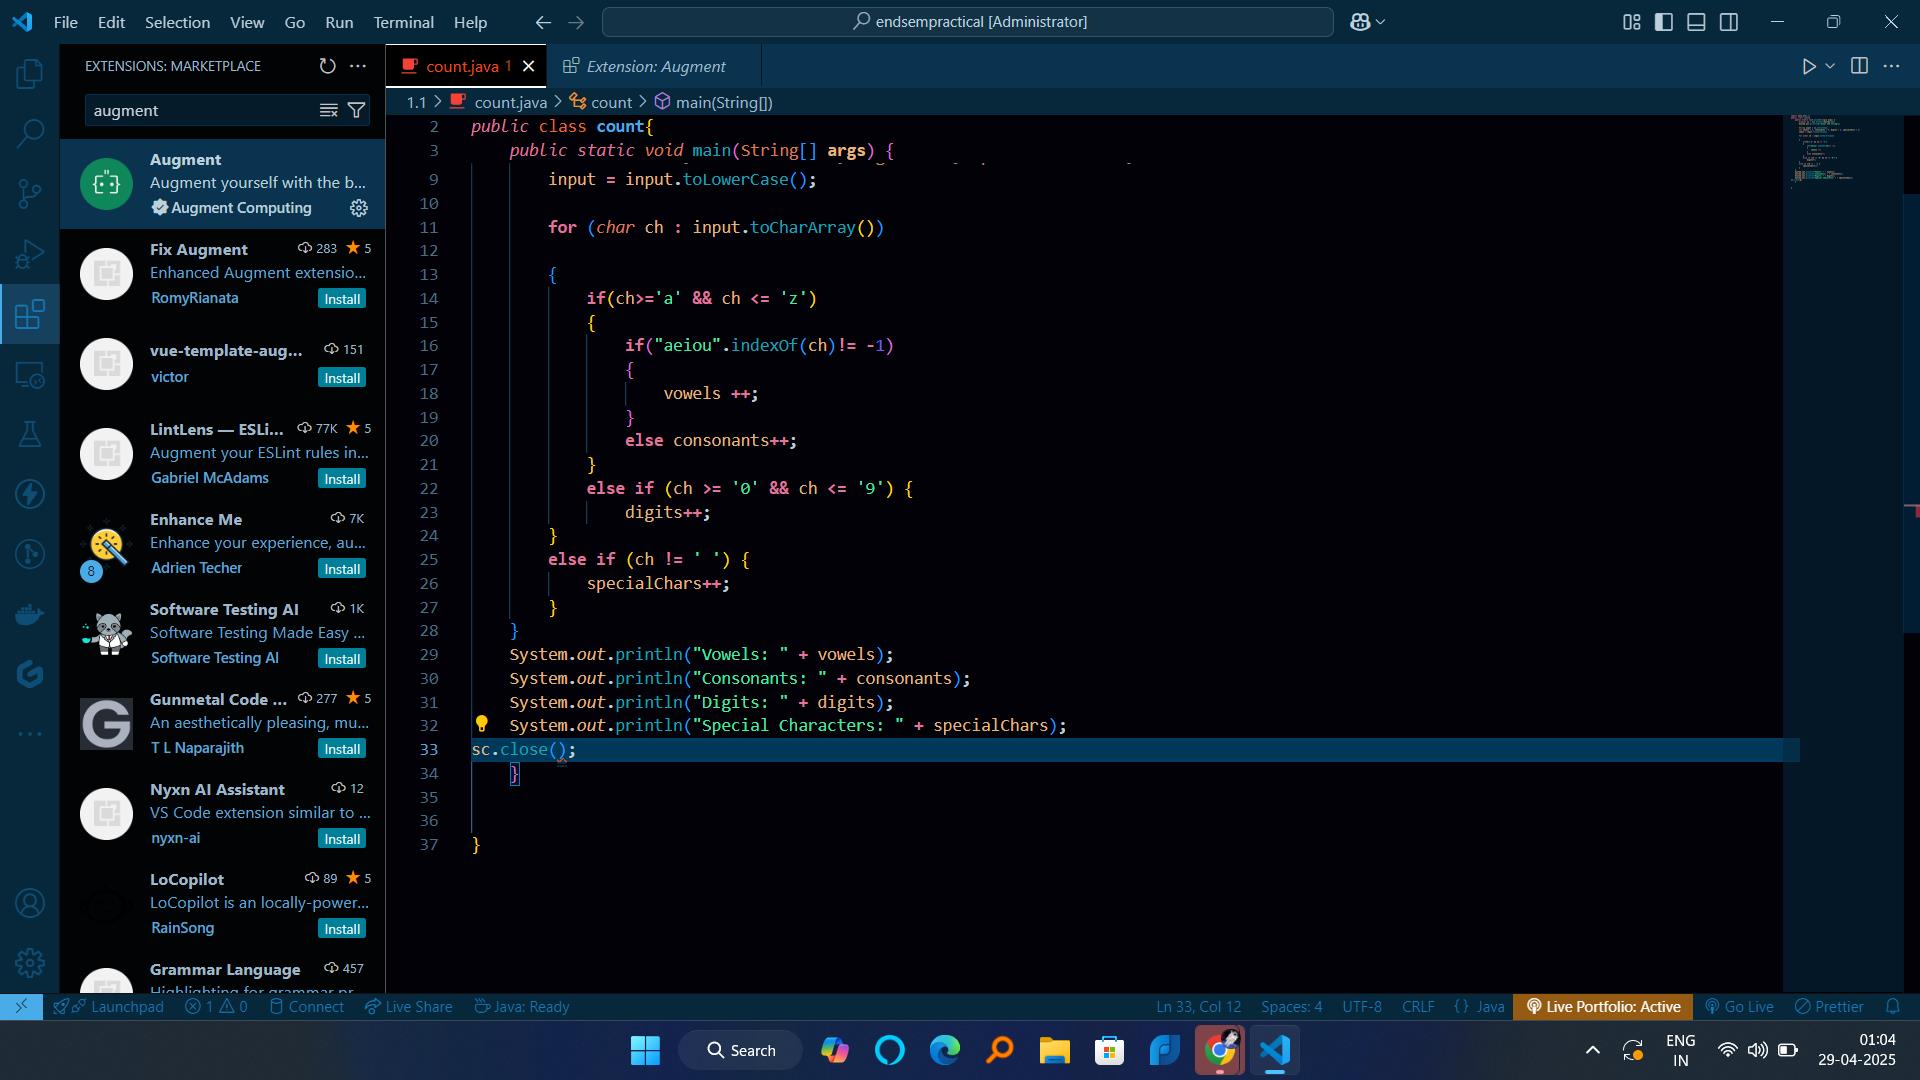 File Edit Selection View Go Run Terminal Help
endsempractical [Administrator]
EXTENSIONS: MARKETPLACE
augment
Augment
Augment yourself with the b...
Augment Computing
Fix Augment 283 5
Enhanced Augment extensio...
RomyRianata Install
vue-template-aug... 151
victor Install
LintLens — ESLi... 77K 5
Augment your ESLint rules in...
Gabriel McAdams Install
Enhance Me 7K
Enhance your experience, au...
8 Adrien Techer Install
Software Testing AI 1K
Software Testing Made Easy ...
Software Testing AI Install
Gunmetal Code ... 277 5
An aesthetically pleasing, mu...
T L Naparajith Install
Nyxn AI Assistant 12
VS Code extension similar to ...
nyxn-ai Install
LoCopilot 89 5
LoCopilot is an locally-power...
RainSong Install
Grammar Language 457
count.java 1 Extension: Augment
1.1 > count.java > count > main(String[])
2 public class count{
3 public static void main(String[] args) {
9 input = input.toLowerCase();
10
11 for (char ch : input.toCharArray())
12
13 {
14 if(ch>='a' && ch <= 'z')
15 {
16 if("aeiou".indexOf(ch)!= -1)
17 {
18 vowels ++;
19 }
20 else consonants++;
21 }
22 else if (ch >= '0' && ch <= '9') {
23 digits++;
24 }
25 else if (ch != ' ') {
26 specialChars++;
27 }
28 }
29 System.out.println("Vowels: " + vowels);
30 System.out.println("Consonants: " + consonants);
31 System.out.println("Digits: " + digits);
32 System.out.println("Special Characters: " + specialChars);
33 sc.close();
34 }
35
36
37 }
Launchpad 1 0 Connect Live Share Java: Ready Ln 33, Col 12 Spaces: 4 UTF-8 CRLF {} Java Live Portfolio: Active Go Live Prettier
Search
ENG
IN
01:04
29-04-2025